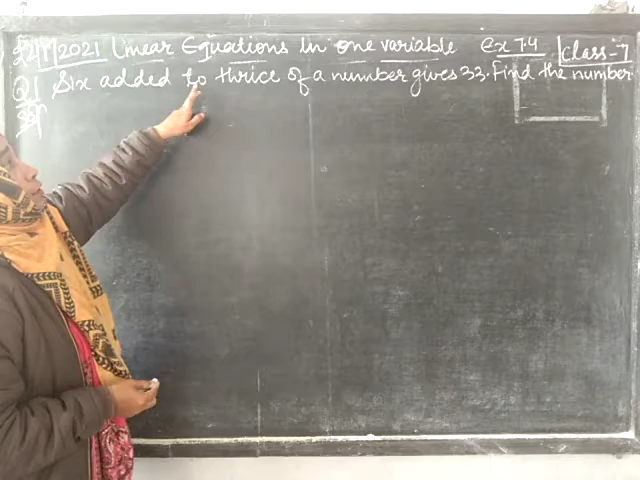 2021 Linear Equations In one variable Ex 7.4 Class-7
Q1 Six added to thrice of a number gives 33. Find the number